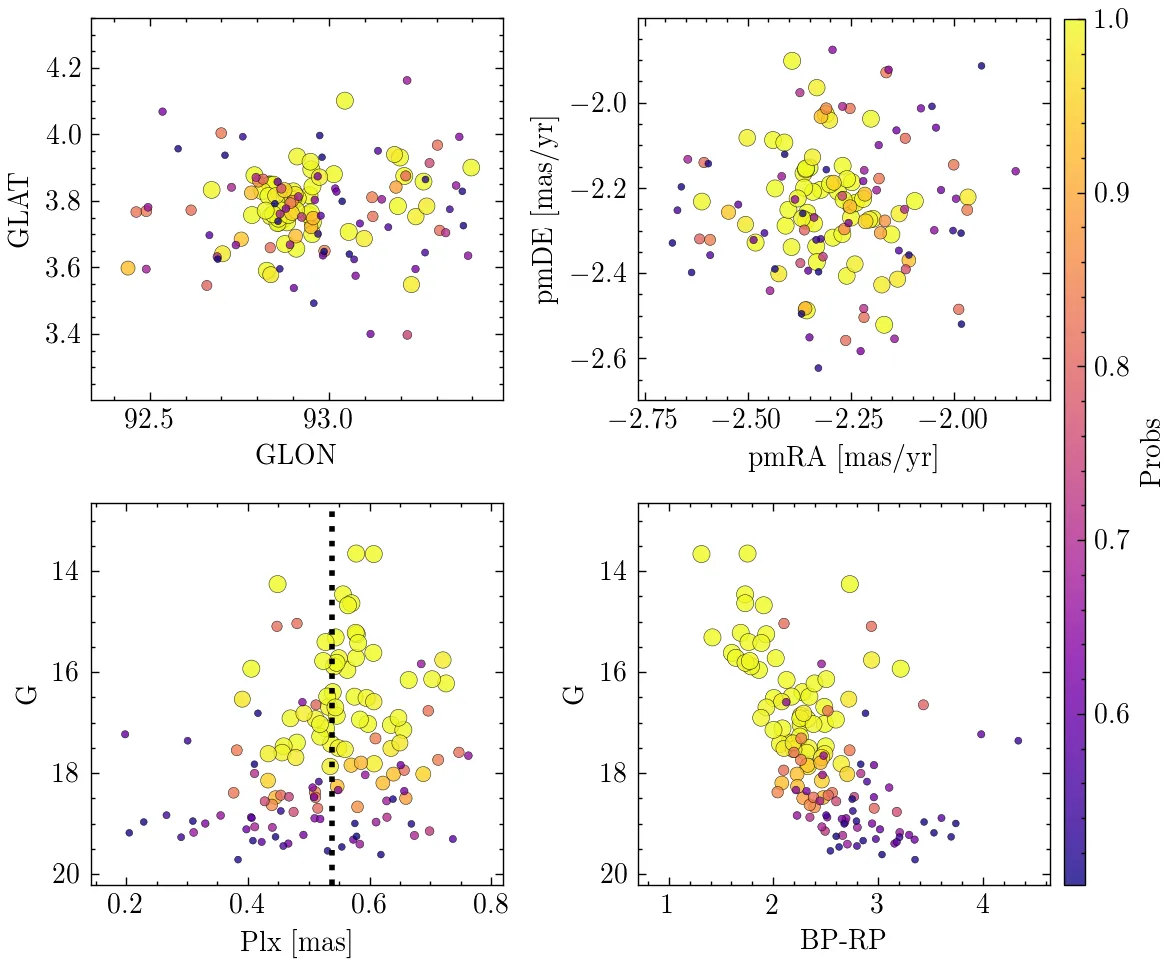 4.2
4.0
3.8
3.6
3.4
GLAT
92.5 93.0
GLON
−2.0
−2.2
−2.4
−2.6
pmDE [mas/yr]
−2.75 −2.50 −2.25 −2.00
pmRA [mas/yr]
14
16
18
20
G
0.2 0.4 0.6 0.8
Plx [mas]
14
16
18
20
G
1 2 3 4
BP-RP
1.0
0.9
0.8
0.7
0.6
Probs